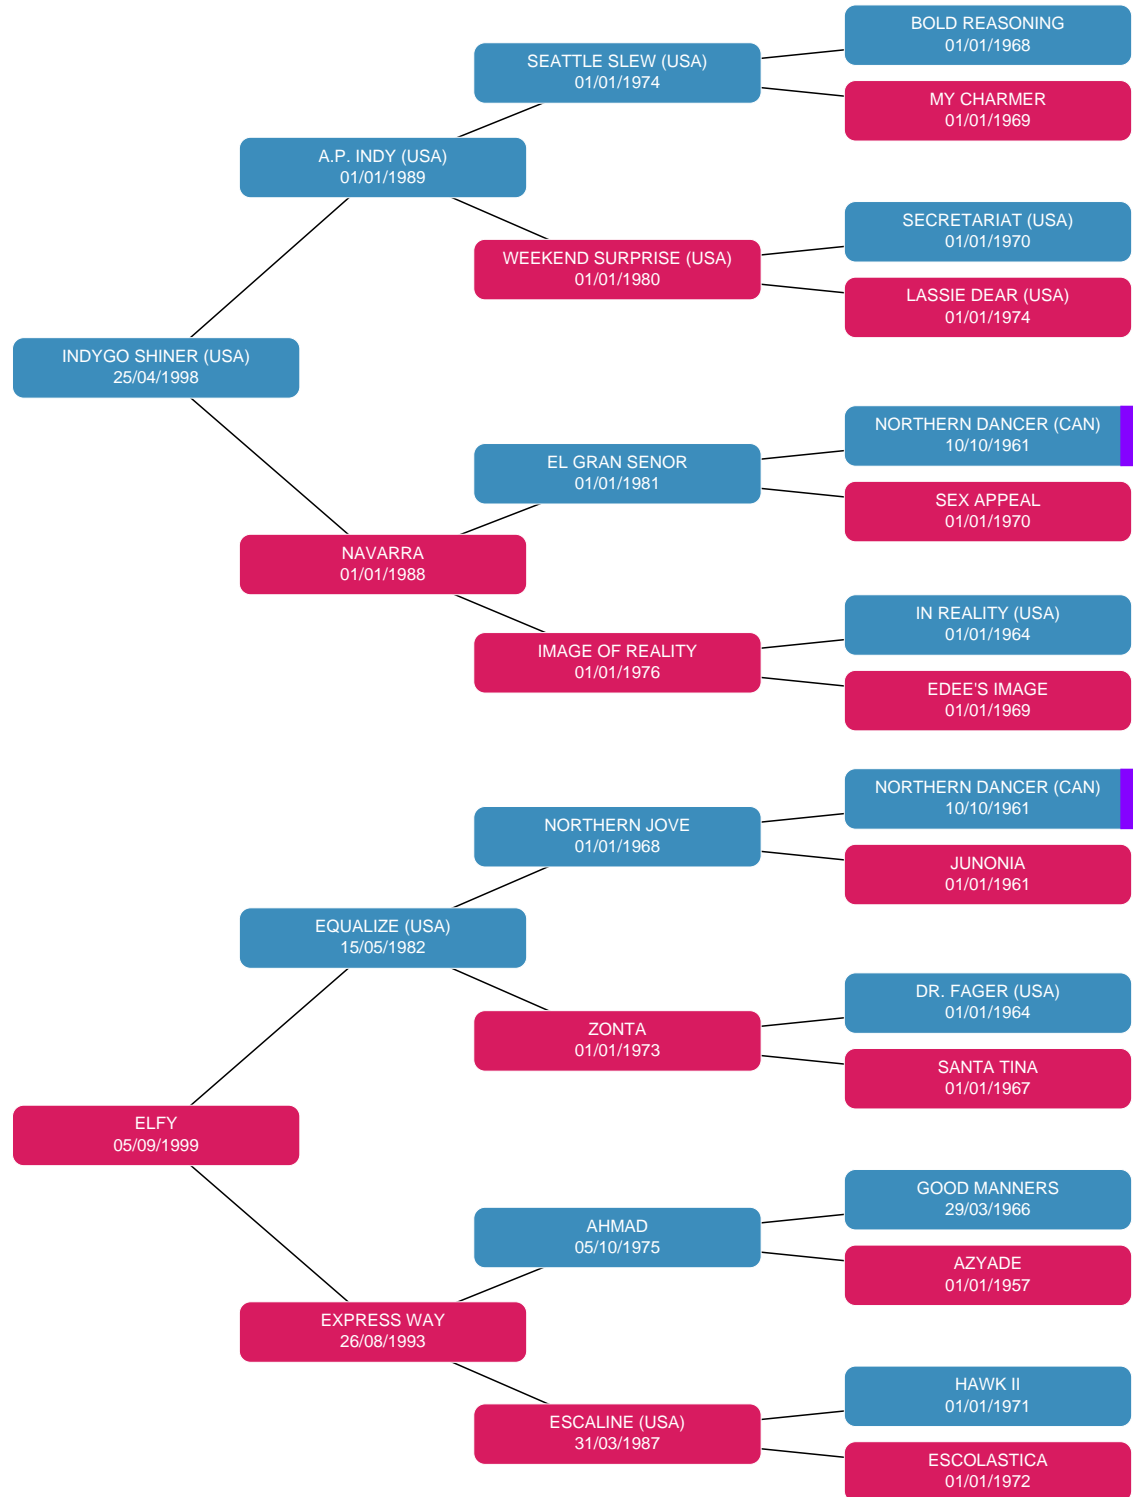 BOLD REASONING
01/01/1968
SEATTLE SLEW (USA)
01/01/1974
MY CHARMER
01/01/1969
A.P. INDY (USA)
01/01/1989
SECRETARIAT (USA)
01/01/1970
WEEKEND SURPRISE (USA)
01/01/1980
LASSIE DEAR (USA)
01/01/1974
INDYGO SHINER (USA)
25/04/1998
NORTHERN DANCER (CAN)
10/10/1961
EL GRAN SENOR
01/01/1981
SEX APPEAL
01/01/1970
NAVARRA
01/01/1988
IN REALITY (USA)
01/01/1964
IMAGE OF REALITY
01/01/1976
EDEE'S IMAGE
01/01/1969
NORTHERN DANCER (CAN)
10/10/1961
NORTHERN JOVE
01/01/1968
JUNONIA
01/01/1961
EQUALIZE (USA)
15/05/1982
DR. FAGER (USA)
01/01/1964
ZONTA
01/01/1973
SANTA TINA
01/01/1967
ELFY
05/09/1999
GOOD MANNERS
29/03/1966
AHMAD
05/10/1975
AZYADE
01/01/1957
EXPRESS WAY
26/08/1993
HAWK II
01/01/1971
ESCALINE (USA)
31/03/1987
ESCOLASTICA
01/01/1972